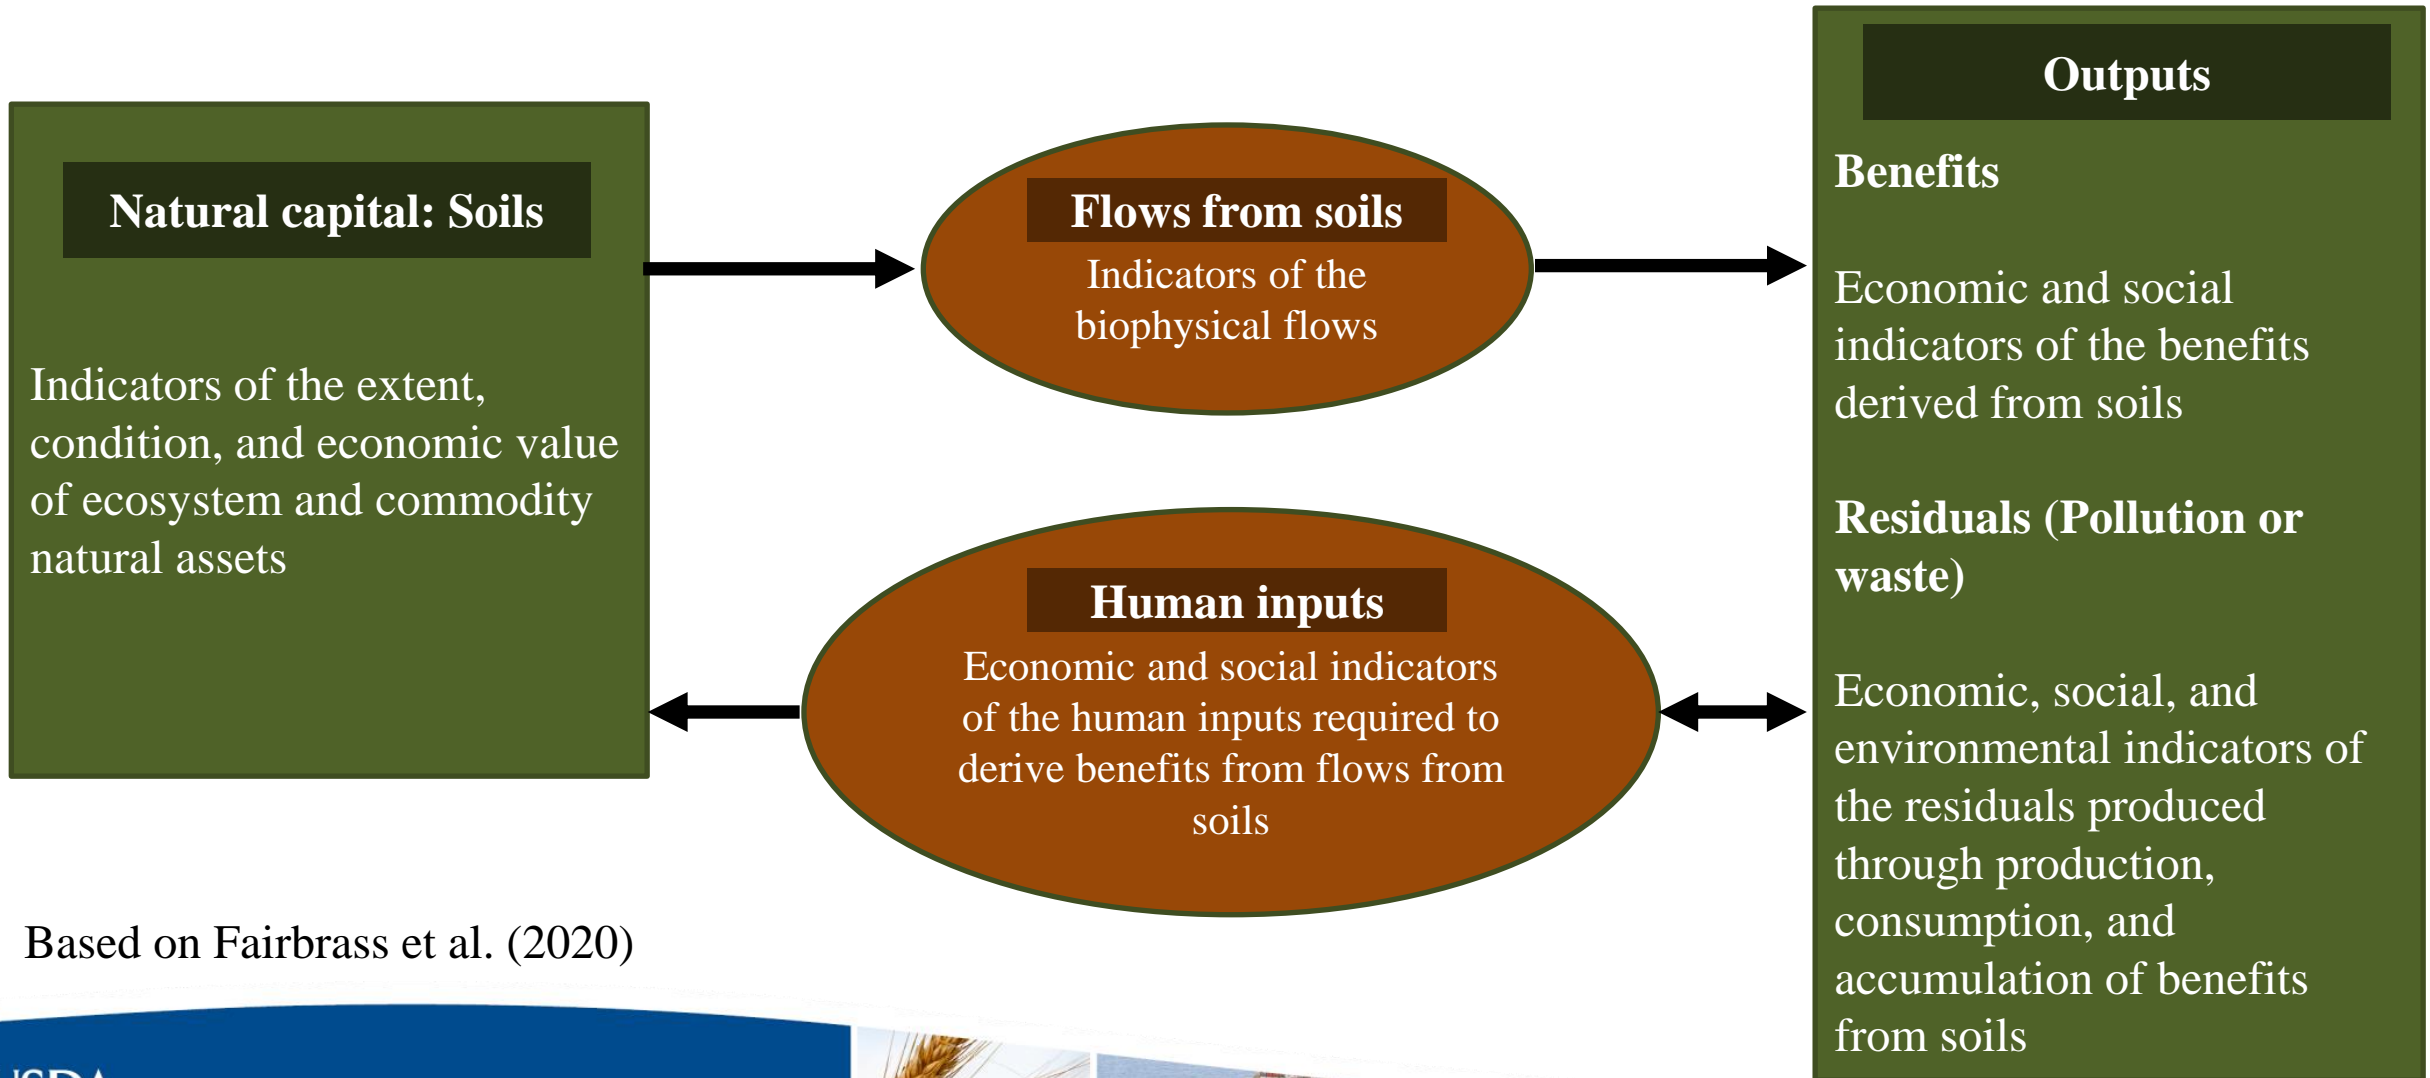 Natural capital: Soils
Indicators of the extent,
condition, and economic value
of ecosystem and commodity
natural assets
Flows from soils
Indicators of the
biophysical flows
Human inputs
Economic and social indicators
of the human inputs required to
derive benefits from flows from
soils
Outputs
Benefits
Economic and social
indicators of the benefits
derived from soils
Residuals (Pollution or
waste)
Economic, social, and
environmental indicators of
the residuals produced
through production,
consumption, and
accumulation of benefits
from soils
Based on Fairbrass et al. (2020)